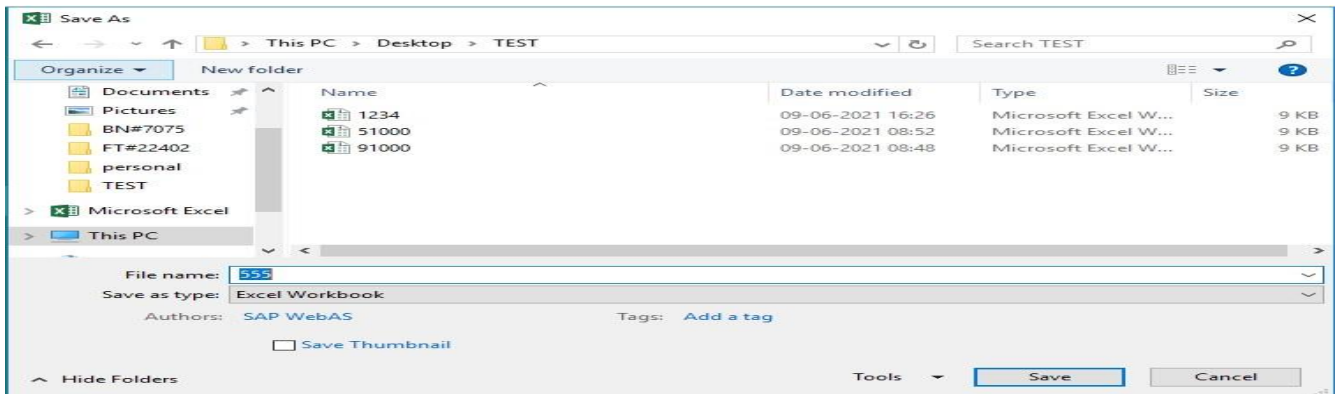 Save As
> This PC > Desktop > TEST
Search TEST
Organize
New folder
Documents
Pictures
BN#7075
FT#22402
personal
TEST
> Microsoft Excel
> This PC
Name Date modified Type Size
1234 09-06-2021 16:26 Microsoft Excel W... 9 KB
51000 09-06-2021 08:52 Microsoft Excel W... 9 KB
91000 09-06-2021 08:48 Microsoft Excel W... 9 KB
File name: 555
Save as type: Excel Workbook
Authors: SAP WebAS Tags: Add a tag
Save Thumbnail
Hide Folders
Tools Save Cancel